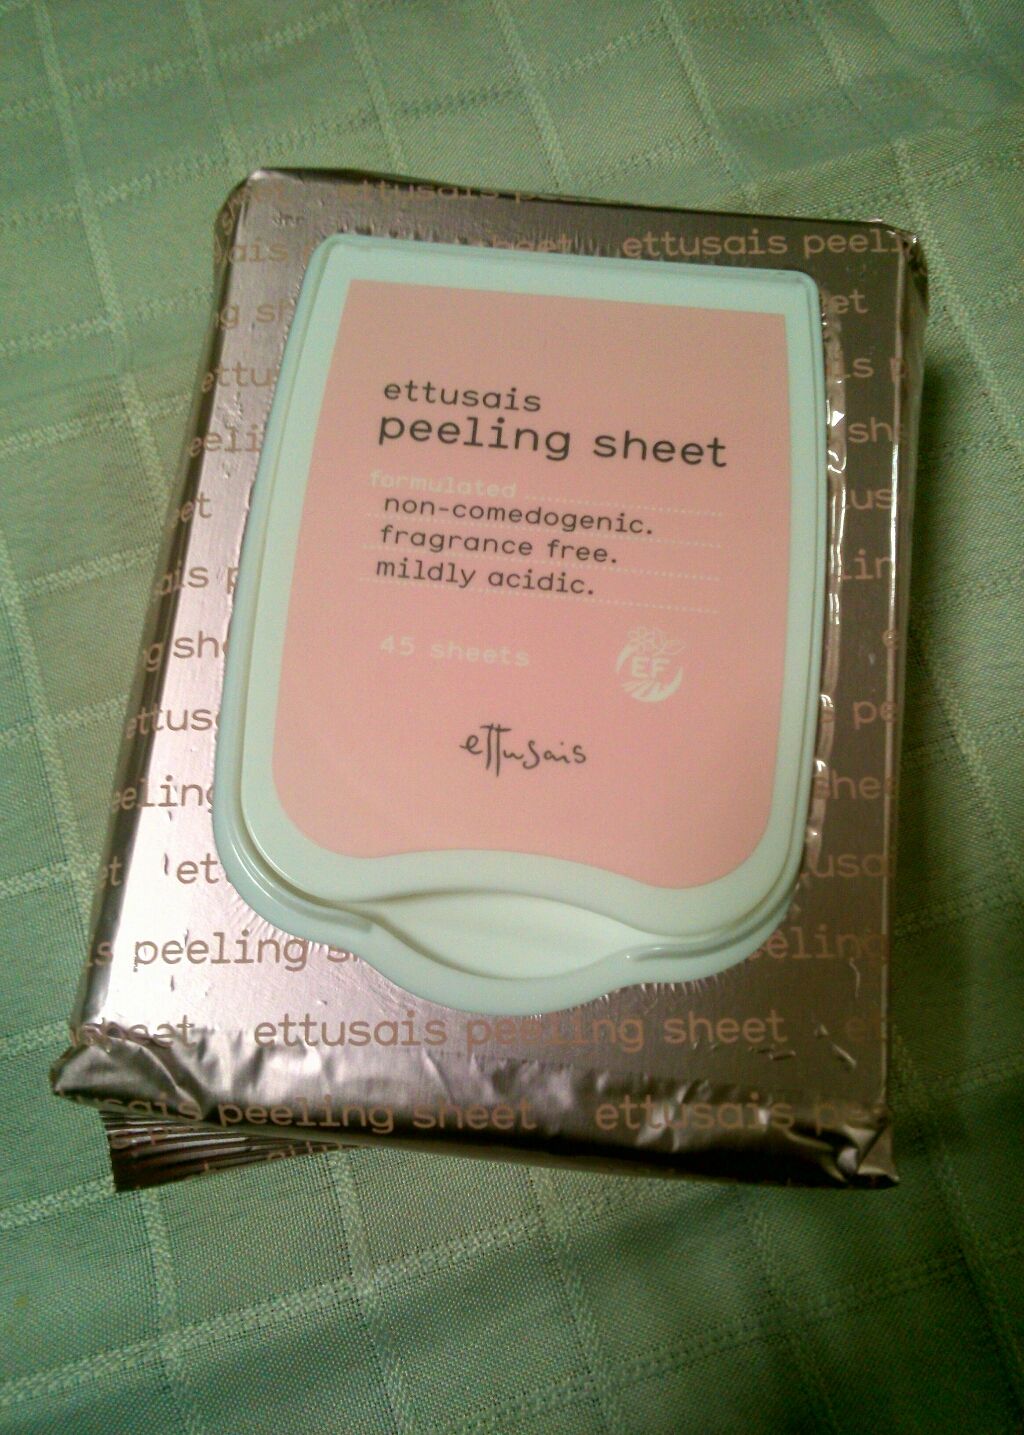 ettusais
peeling sheet
formulated
non-comedogenic.
fragrance free.
mildly acidic.
45 sheets
EF
ettusais
ettusais
sheet
ettusais
peeling
ettusais peeling sheet
peeling sheet
ettusais